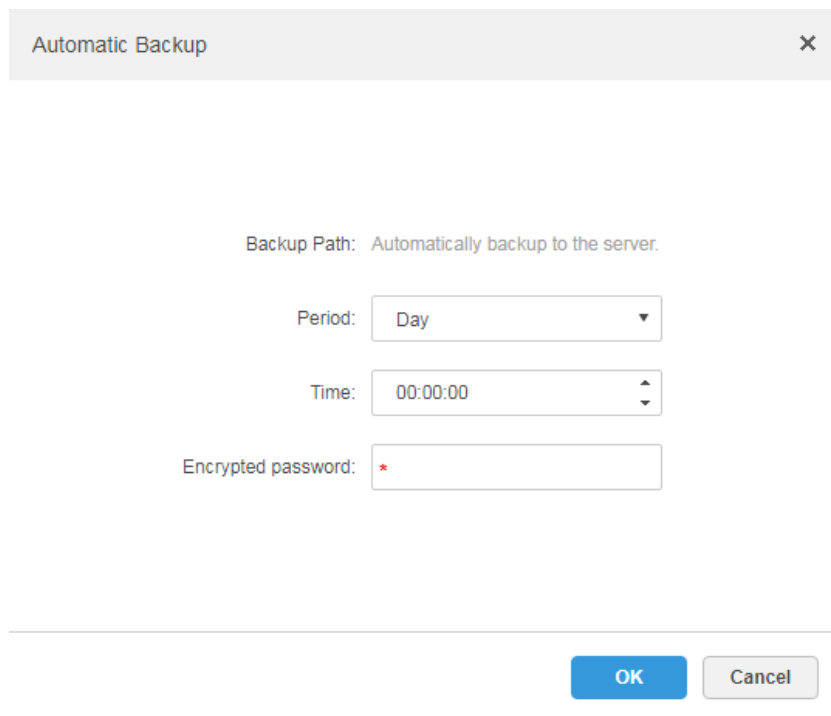 Automatic Backup
Backup Path: Automatically backup to the server.
Period: Day
Time: 00:00:00
Encrypted password: *
OK Cancel